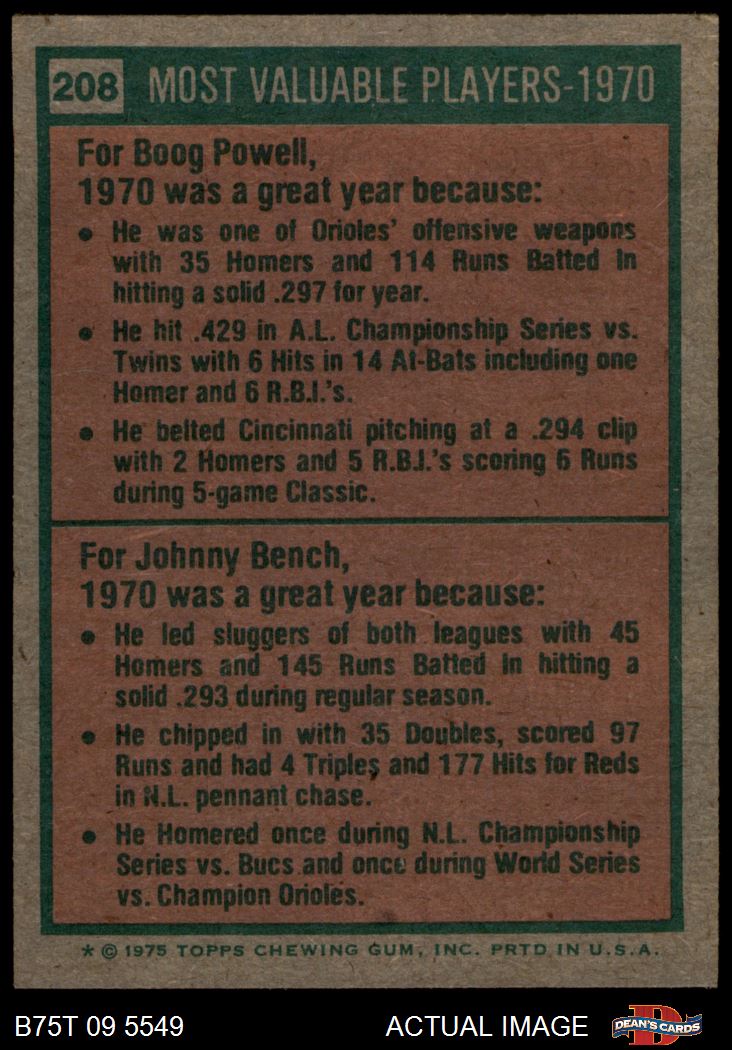 208 MOST VALUABLE PLAYERS-1970
For Boog Powell,
1970 was a great year because:
• He was one of Orioles' offensive weapons
with 35 Homers and 114 Runs Batted In
hitting a solid .297 for year.
• He hit .429 in A.L. Championship Series vs.
Twins with 6 Hits in 14 At-Bats including one
Homer and 6 R.B.I.'s.
• He belted Cincinnati pitching at a .294 clip
with 2 Homers and 5 R.B.I.'s scoring 6 Runs
during 5-game Classic.
For Johnny Bench,
1970 was a great year because:
• He led sluggers of both leagues with 45
Homers and 145 Runs Batted In hitting a
solid .293 during regular season.
• He chipped in with 35 Doubles, scored 97
Runs and had 4 Triples and 177 Hits for Reds
in N.L. pennant chase.
• He Homered once during N.L. Championship
Series vs. Bucs and once during World Series
vs. Champion Orioles.
* © 1975 TOPPS CHEWING GUM, INC. PRTD IN U.S.A.
B75T 09 5549 ACTUAL IMAGE D DEAN'S CARDS